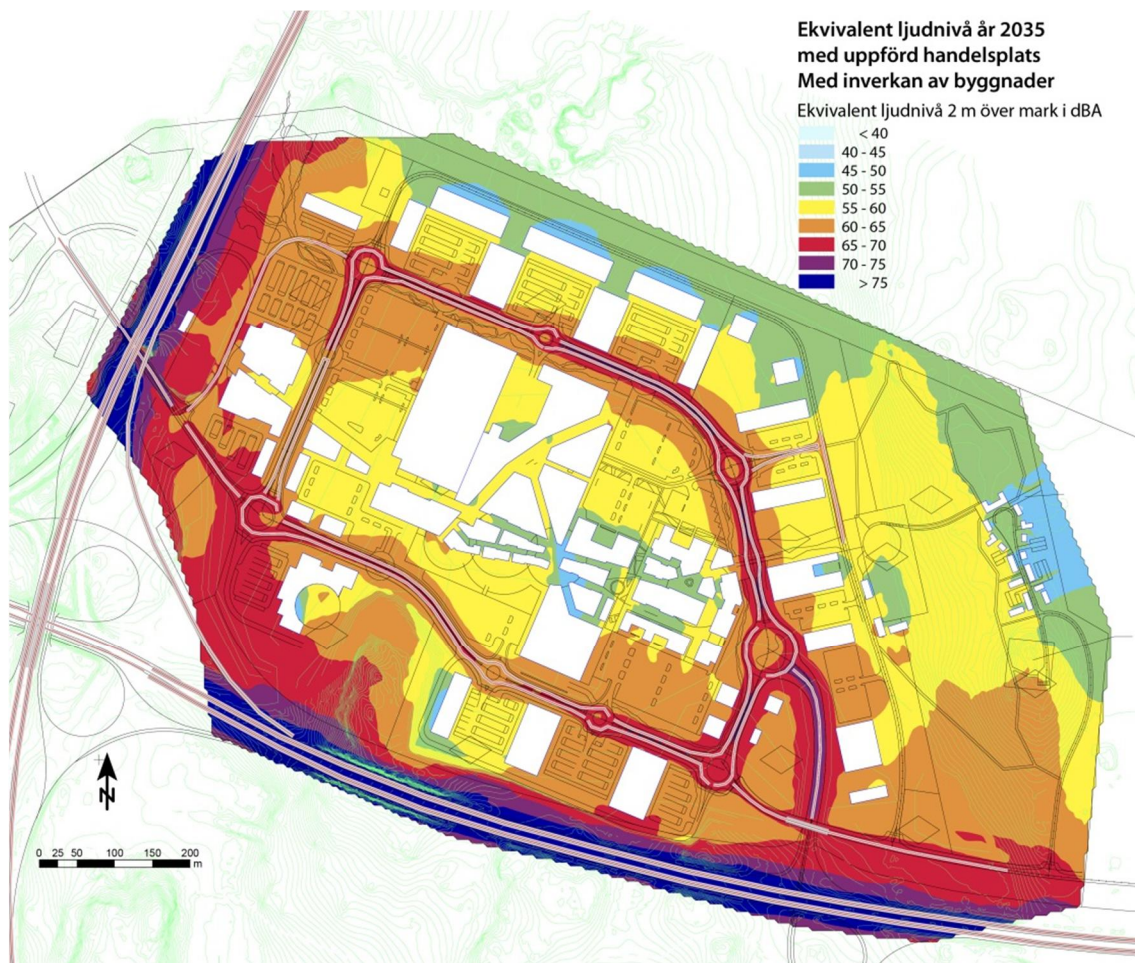 Ekvivalent ljudnivå år 2035
med uppförd handelsplats
Med inverkan av byggnader
Ekvivalent ljudnivå 2 m över mark i dBA
< 40
40 - 45
45 - 50
50 - 55
55 - 60
60 - 65
65 - 70
70 - 75
> 75
N
0 25 50 100 150 200
m